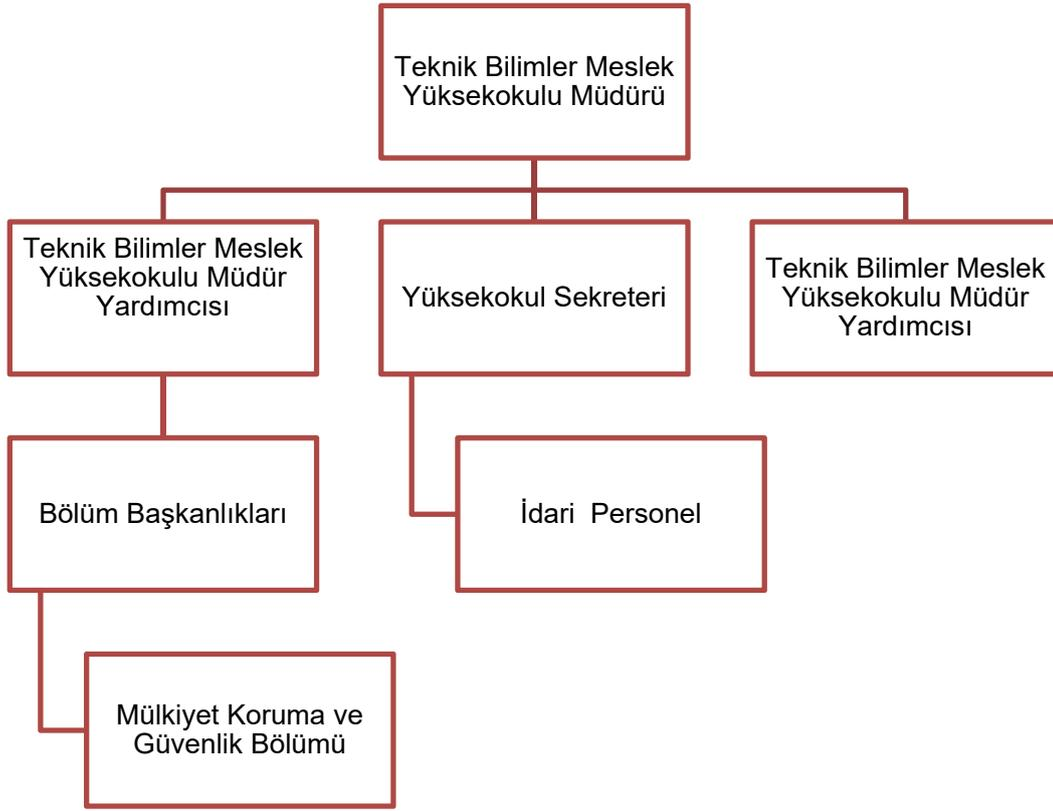 Teknik Bilimler Meslek
Yüksekokulu Müdürü
Teknik Bilimler Meslek
Yüksekokulu Müdür
Yardımcısı
Yüksekokul Sekreteri
Teknik Bilimler Meslek
Yüksekokulu Müdür
Yardımcısı
Bölüm Başkanlıkları
İdari  Personel
Mülkiyet Koruma ve
Güvenlik Bölümü